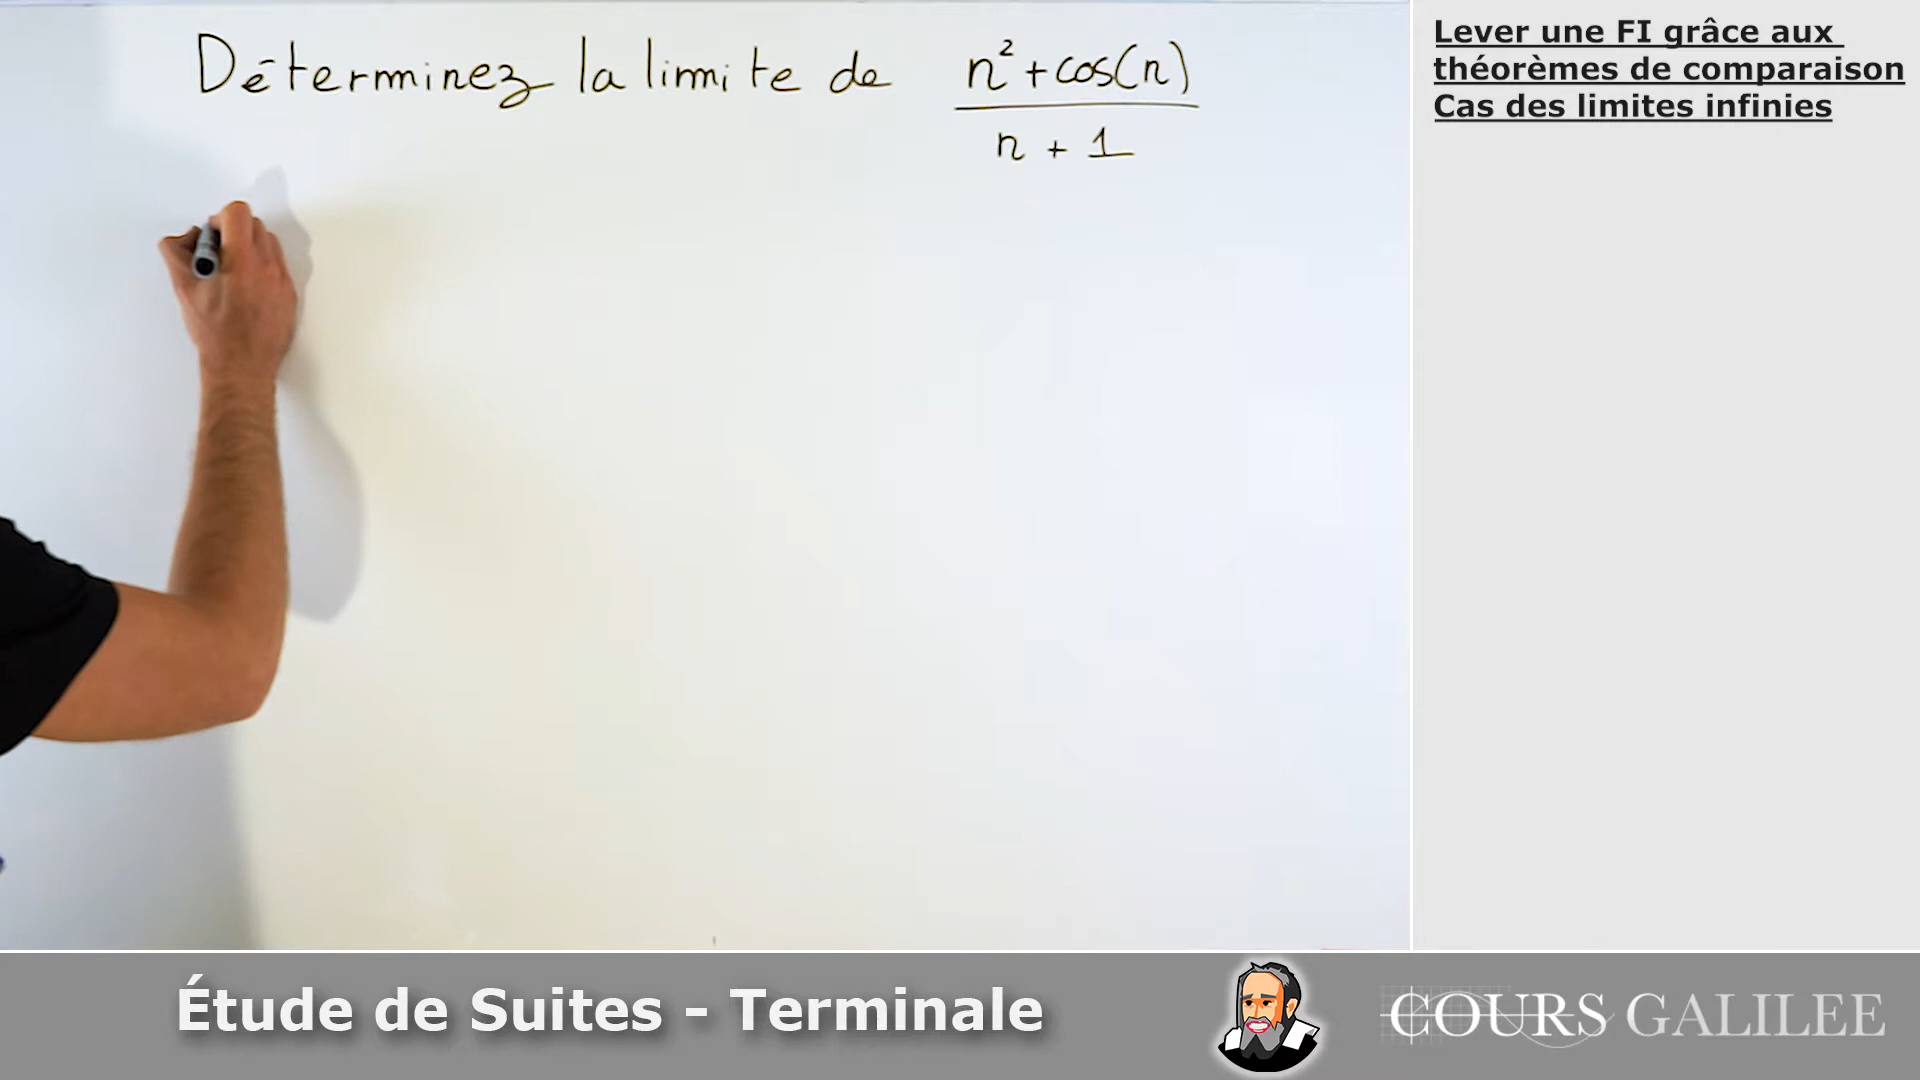 Déterminez la limite de n² + cos(n)
n + 1
Lever une FI grâce aux
théorèmes de comparaison
Cas des limites infinies
Étude de Suites - Terminale
COURS GALILEE